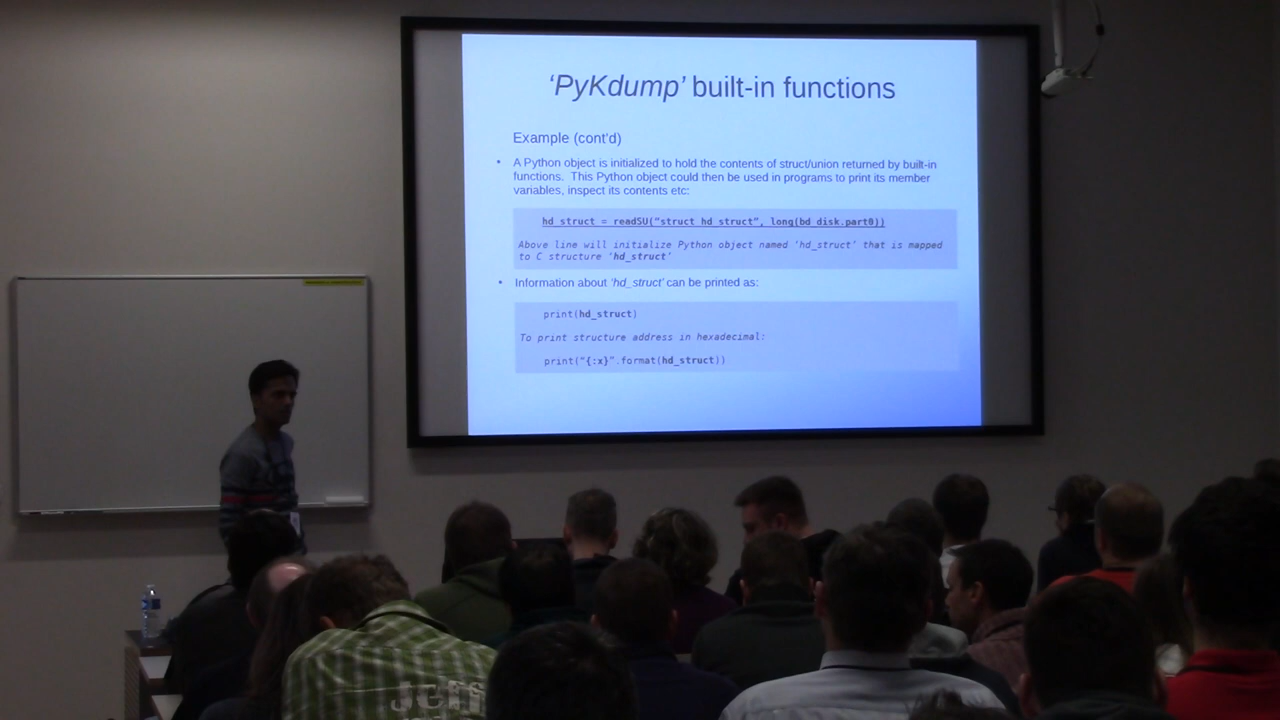 ‘PyKdump’ built-in functions
Example (cont’d)
• A Python object is initialized to hold the contents of struct/union returned by built-in
functions. This Python object could then be used in programs to print its member
variables, inspect its contents etc:
hd_struct = readSU(“struct hd_struct”, long(bd_disk.part0))
Above line will initialize Python object named ‘hd_struct’ that is mapped
to C structure ‘hd_struct’
• Information about ‘hd_struct’ can be printed as:
print(hd_struct)
To print structure address in hexadecimal:
print(“{:x}”.format(hd_struct))
Jeff